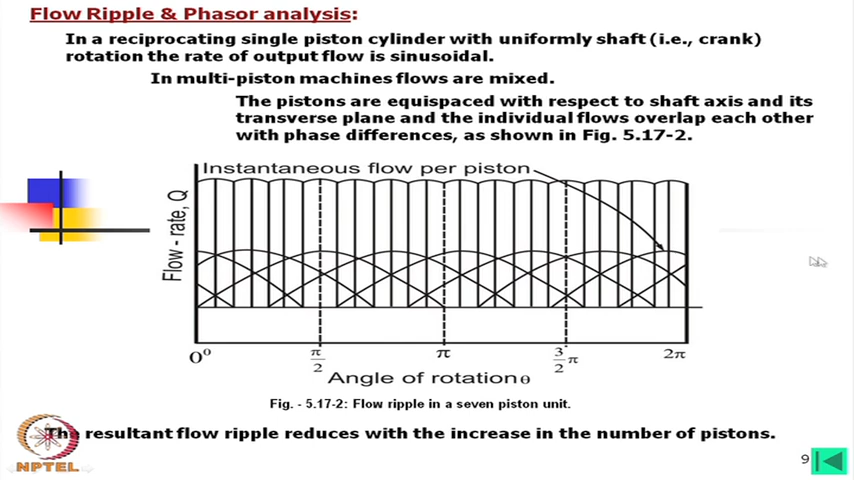 Flow Ripple & Phasor analysis:
In a reciprocating single piston cylinder with uniformly shaft (i.e., crank)
rotation the rate of output flow is sinusoidal.
In multi-piston machines flows are mixed.
The pistons are equispaced with respect to shaft axis and its
transverse plane and the individual flows overlap each other
with phase differences, as shown in Fig. 5.17-2.
Instantaneous flow per piston
Flow - rate, Q
0° π/2 π 3/2 π 2π
Angle of rotation θ
Fig. - 5.17-2: Flow ripple in a seven piston unit.
The resultant flow ripple reduces with the increase in the number of pistons.
NPTEL
9